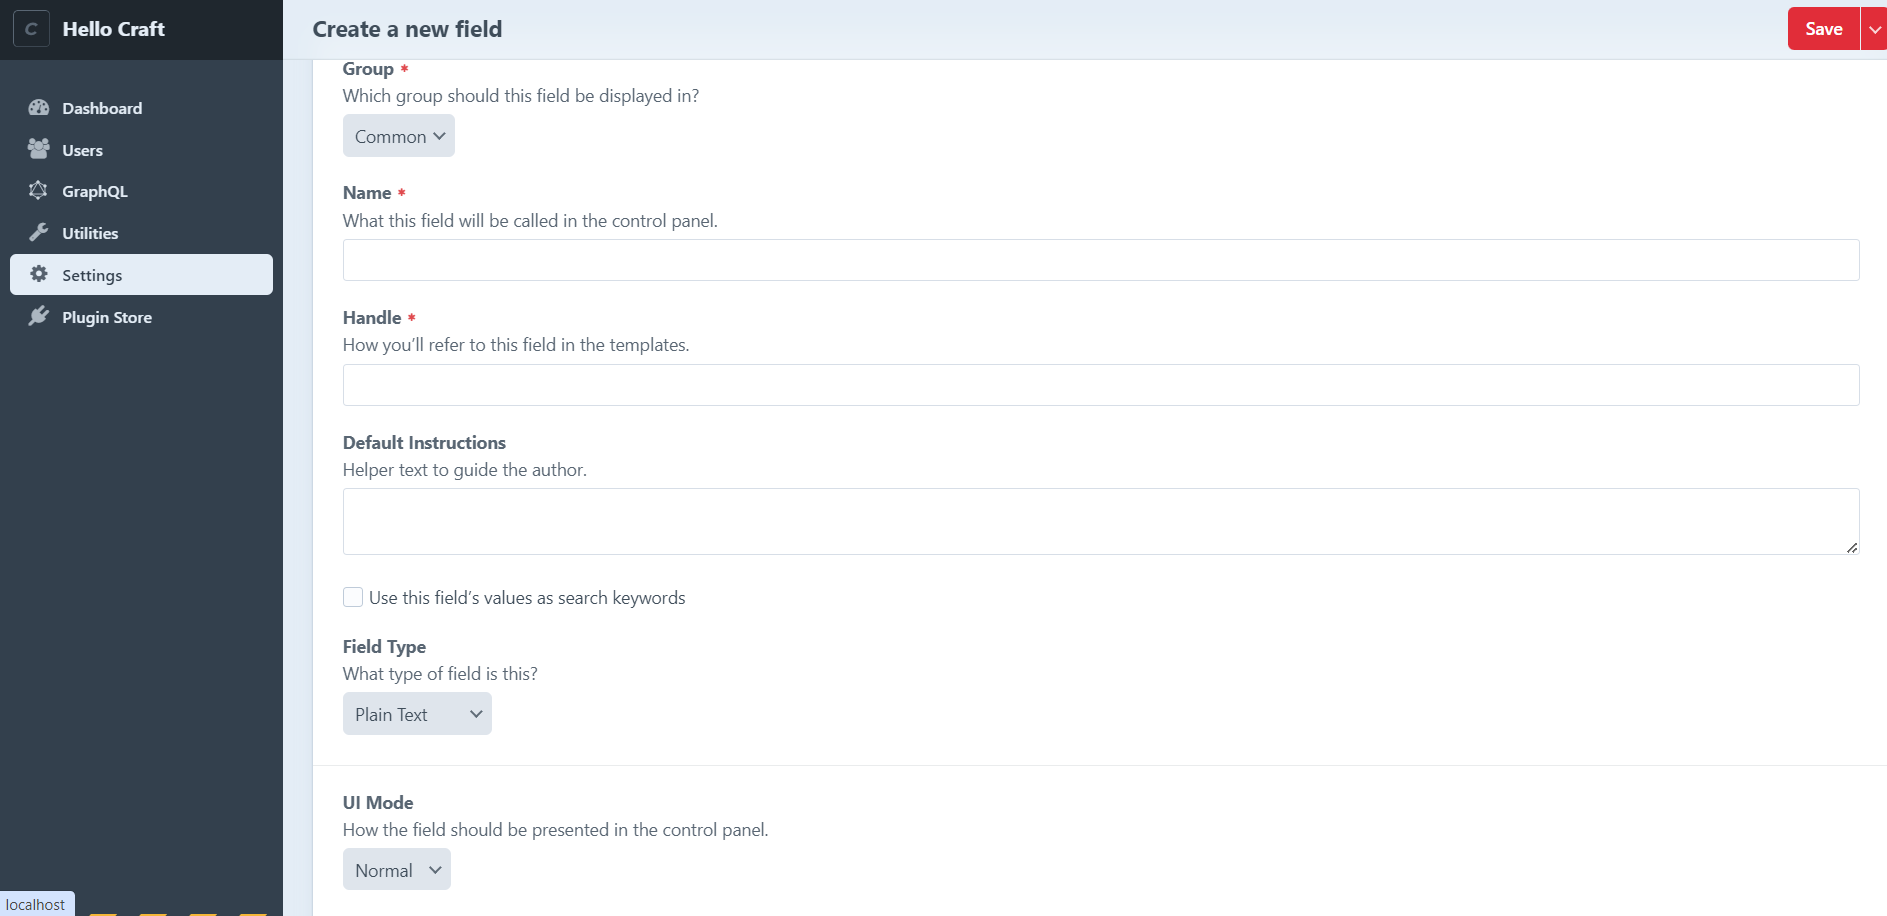 C
Hello Craft
Create a new field
Save
Dashboard
Users
GraphQL
Utilities
Settings
Plugin Store
Group *
Which group should this field be displayed in?
Common
Name *
What this field will be called in the control panel.
Handle *
How you’ll refer to this field in the templates.
Default Instructions
Helper text to guide the author.
Use this field’s values as search keywords
Field Type
What type of field is this?
Plain Text
UI Mode
How the field should be presented in the control panel.
Normal
localhost